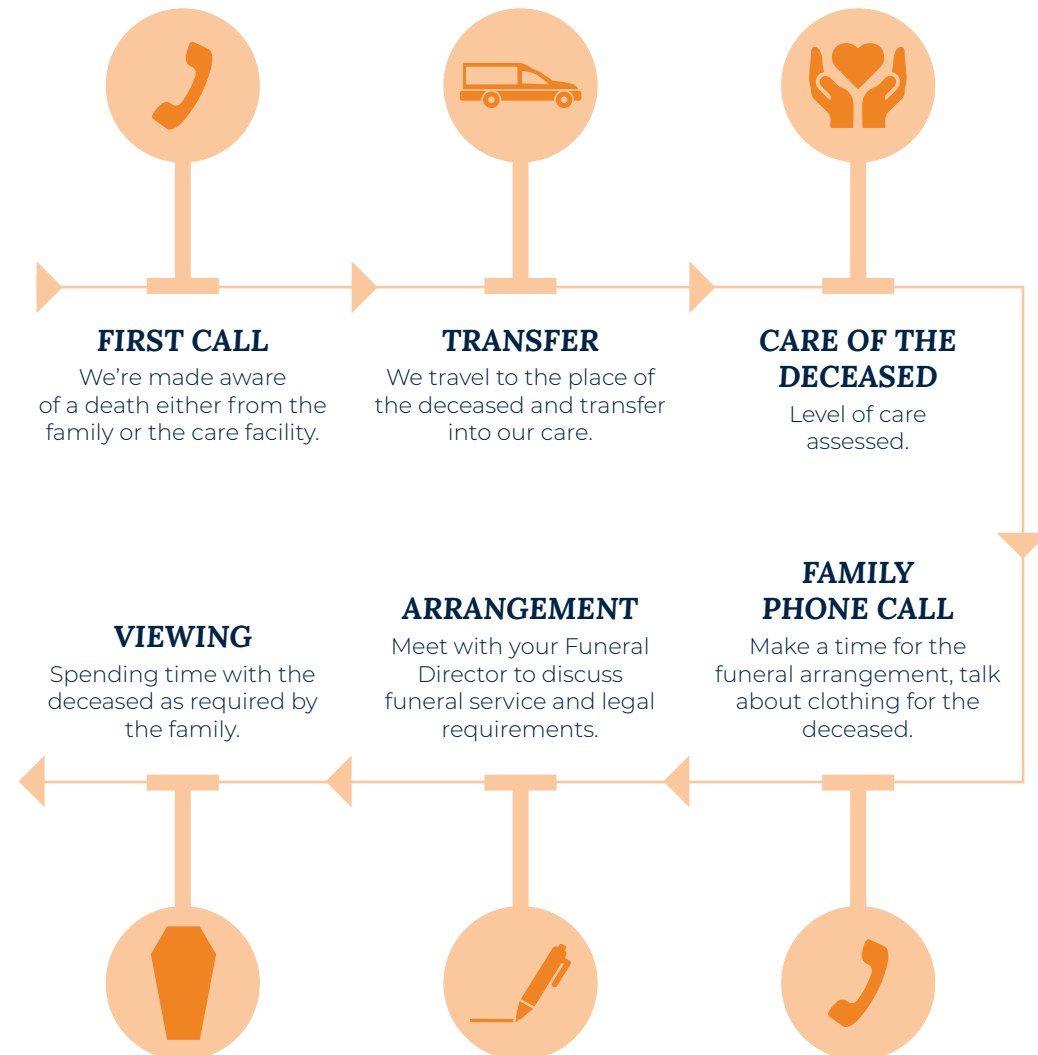 FIRST CALL
We’re made aware
of a death either from the
family or the care facility.
TRANSFER
We travel to the place of
the deceased and transfer
into our care.
CARE OF THE
DECEASED
Level of care
assessed.
FAMILY
PHONE CALL
Make a time for the
funeral arrangement, talk
about clothing for the
deceased.
ARRANGEMENT
Meet with your Funeral
Director to discuss
funeral service and legal
requirements.
VIEWING
Spending time with the
deceased as required by
the family.